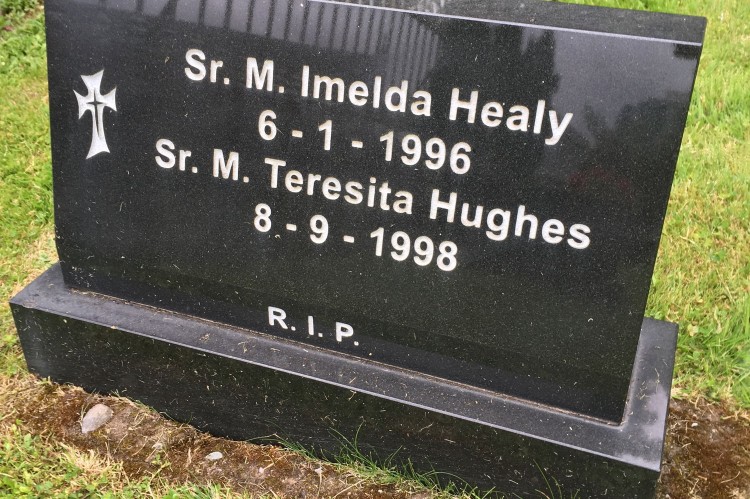 Sr. M. Imelda Healy
6 - 1 - 1996
Sr. M. Teresita Hughes
8 - 9 - 1998
R. I. P.